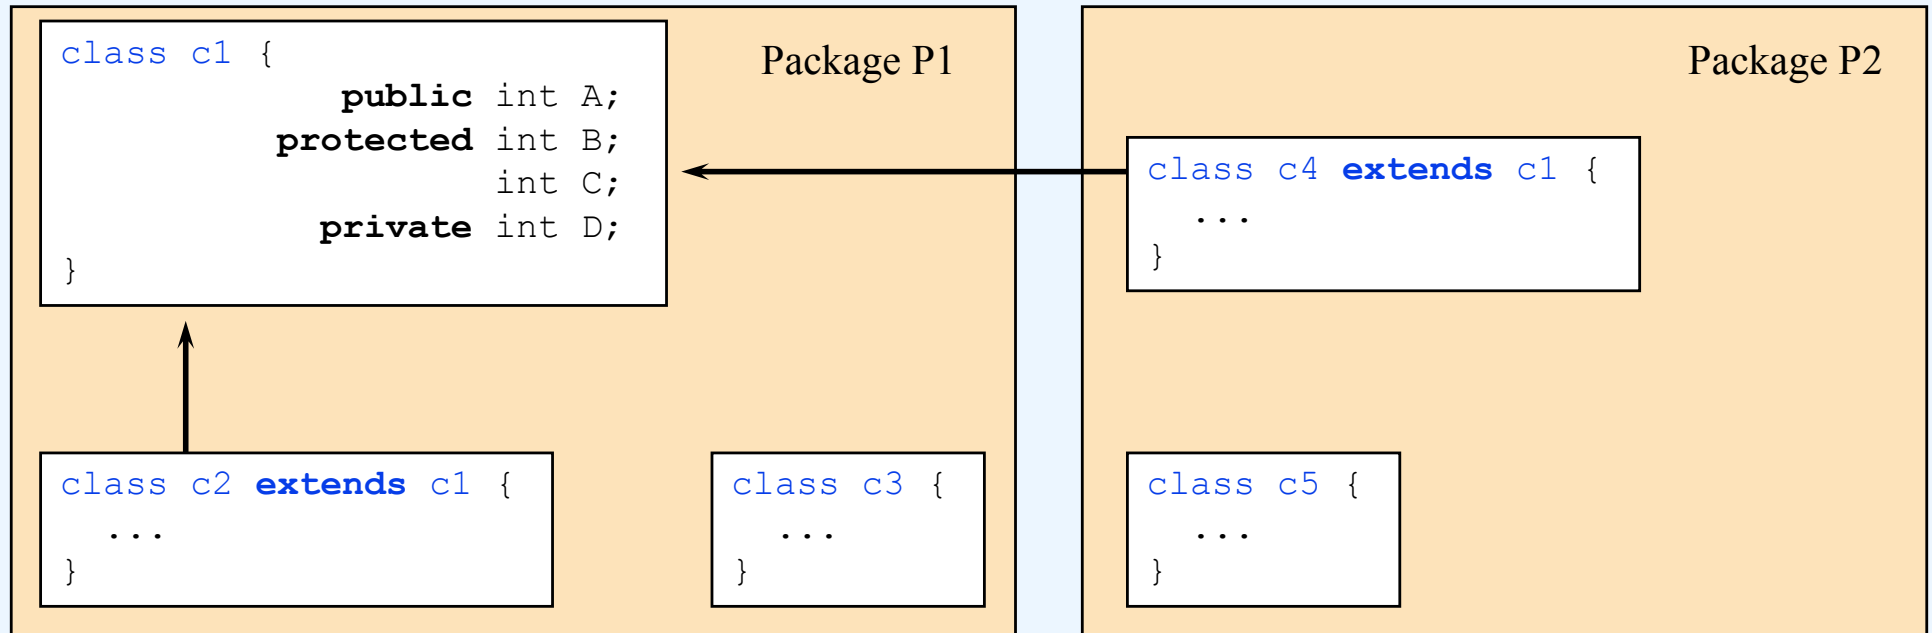 class c1 {
public int A;
protected int B;
int C;
private int D;
}
Package P1
class c2 extends c1 {
...
}
class c3 {
...
}
Package P2
class c4 extends c1 {
...
}
class c5 {
...
}